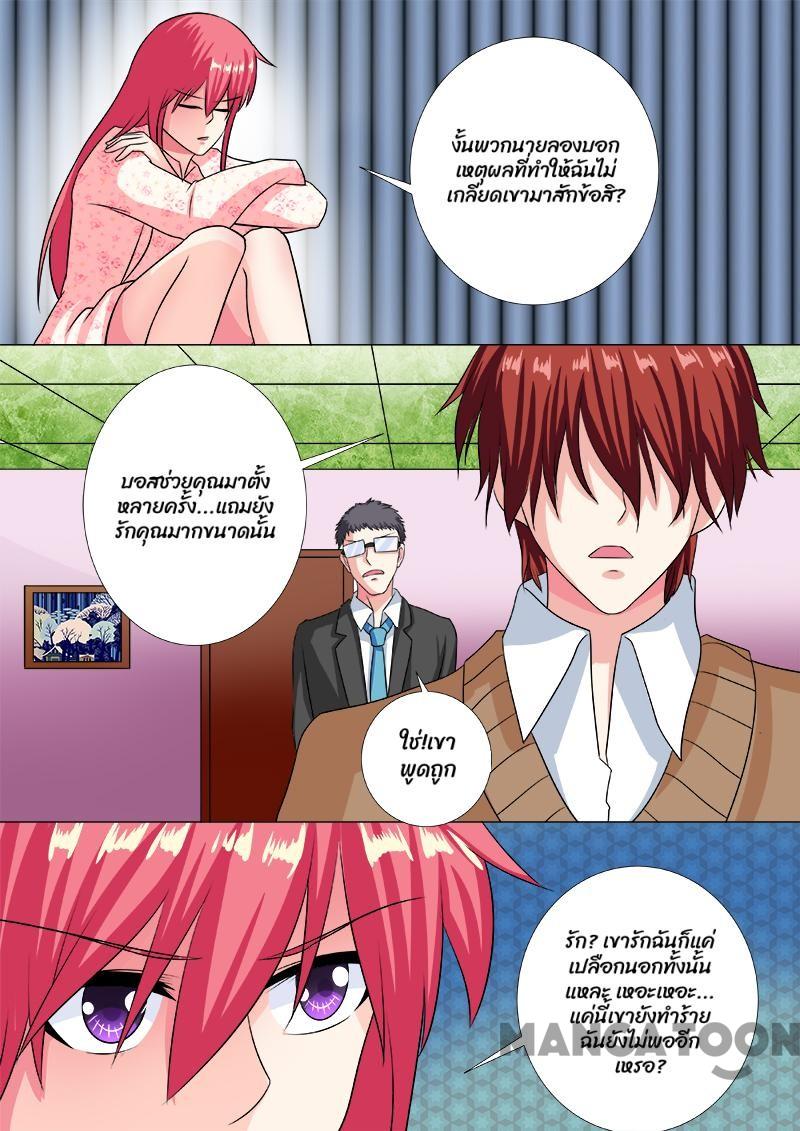 งั้นพวกนายลองบอก
เหตุผลที่ทำให้ฉันไม่
เกลียดเขามาสักข้อสิ?
บอสช่วยคุณมาตั้ง
หลายครั้ง...แถมยัง
รักคุณมากขนาดนั้น
ใช่!เขา
พูดถูก
รัก? เขารักฉันก็แค่
เปลือกนอกทั้งนั้น
แหละ เหอะเหอะ...
แค่นี้เขายังทำร้าย
ฉันยังไม่พออีก
เหรอ?
MANGATOON